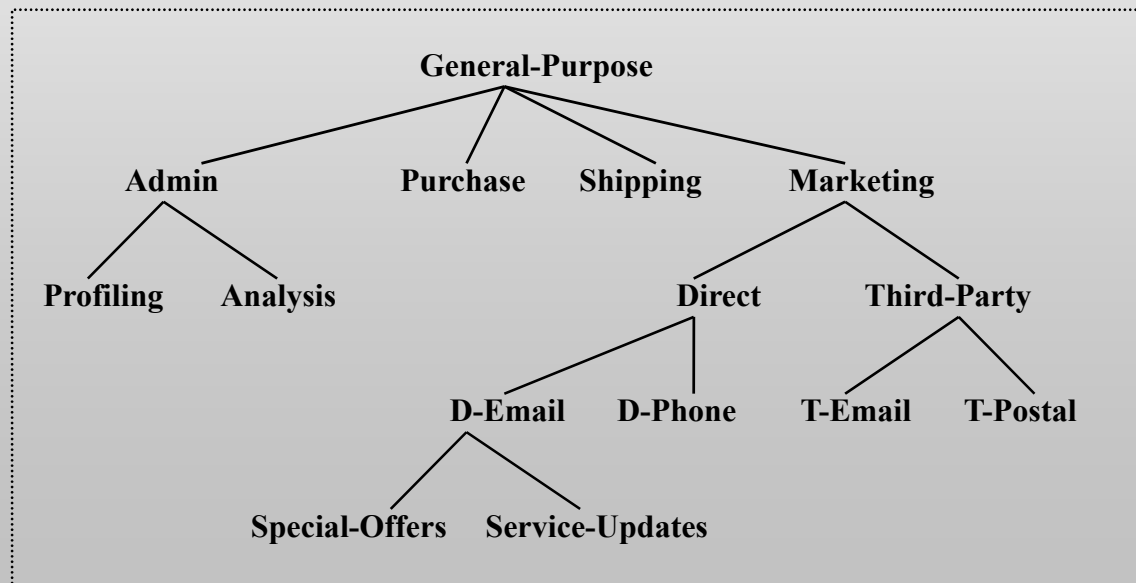 General-Purpose
Admin Purchase Shipping Marketing
Profiling Analysis Direct Third-Party
D-Email D-Phone T-Email T-Postal
Special-Offers Service-Updates